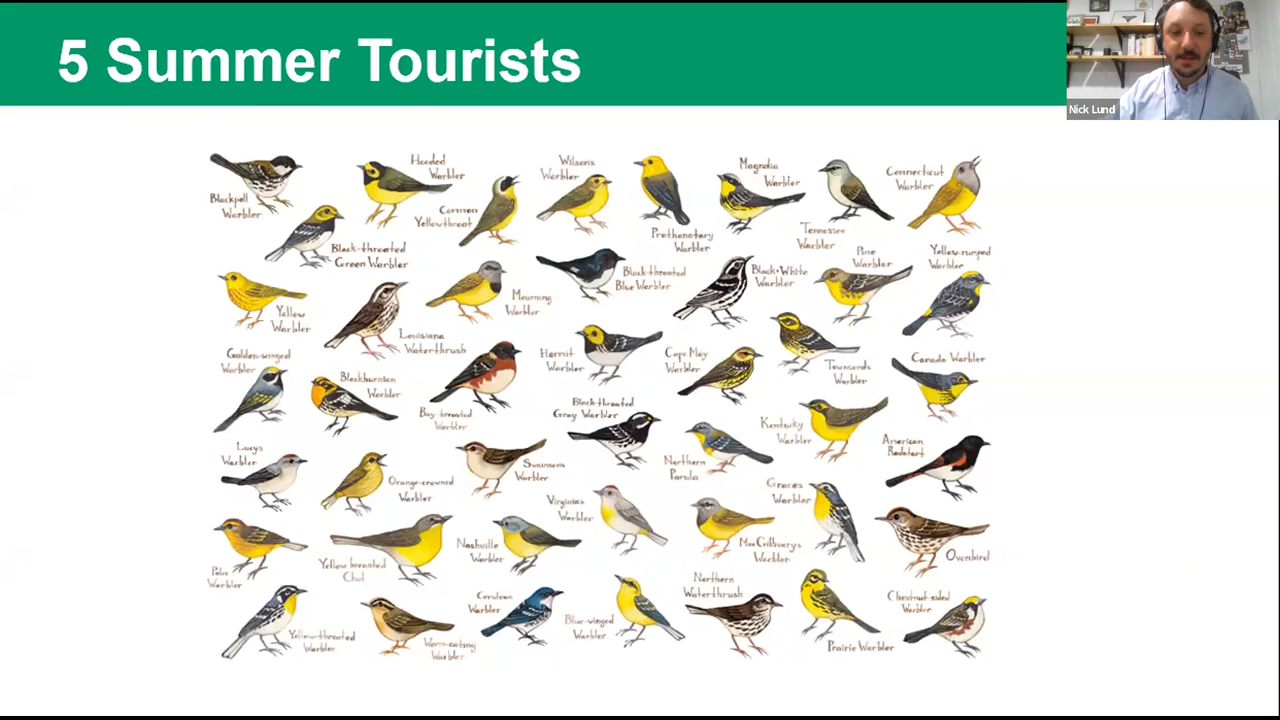 5 Summer Tourists
Nick Lund
Blackpoll
Warbler
Hooded
Warbler
Common
Yellowthroat
Wilson's
Warbler
Prothonotary
Warbler
Magnolia
Warbler
Tennessee
Warbler
Connecticut
Warbler
Black-throated
Green Warbler
Black-throated
Blue Warbler
Black+White
Warbler
Pine
Warbler
Yellow-rumped
Warbler
Yellow
Warbler
Louisiana
Waterthrush
Mourning
Warbler
Hermit
Warbler
Cape May
Warbler
Townsends
Warbler
Canada Warbler
Golden-winged
Warbler
Blackburnian
Warbler
Bay-breasted
Warbler
Black-throated
Gray Warbler
Northern
Parula
Kentucky
Warbler
American
Redstart
Lucys
Warbler
Orange-crowned
Warbler
Swainsons
Warbler
Virginia's
Warbler
MacGillivrays
Warbler
Grace's
Warbler
Ovenbird
Palm
Warbler
Yellow breasted
Chat
Nashville
Warbler
Northern
Waterthrush
Chestnut-sided
Warbler
Yellow-throated
Warbler
Worm-eating
Warbler
Cerulean
Warbler
Blue-winged
Warbler
Prairie Warbler